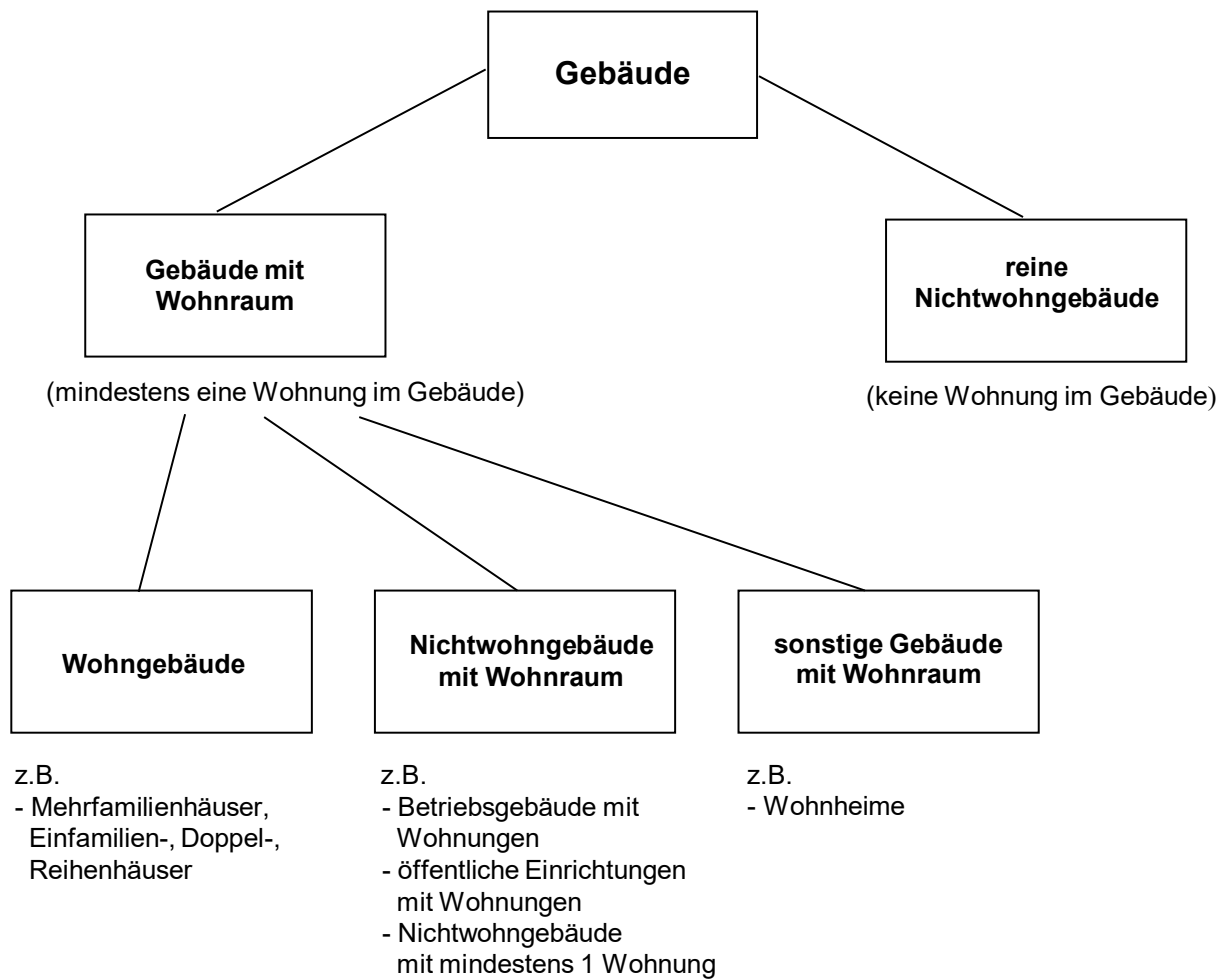 Gebäude
Gebäude mit
Wohnraum
reine
Nichtwohngebäude
(mindestens eine Wohnung im Gebäude)
(keine Wohnung im Gebäude)
Wohngebäude
Nichtwohngebäude
mit Wohnraum
sonstige Gebäude
mit Wohnraum
z.B.
- Mehrfamilienhäuser,
Einfamilien-, Doppel-,
Reihenhäuser
z.B.
- Betriebsgebäude mit
Wohnungen
- öffentliche Einrichtungen
mit Wohnungen
- Nichtwohngebäude
mit mindestens 1 Wohnung
z.B.
- Wohnheime